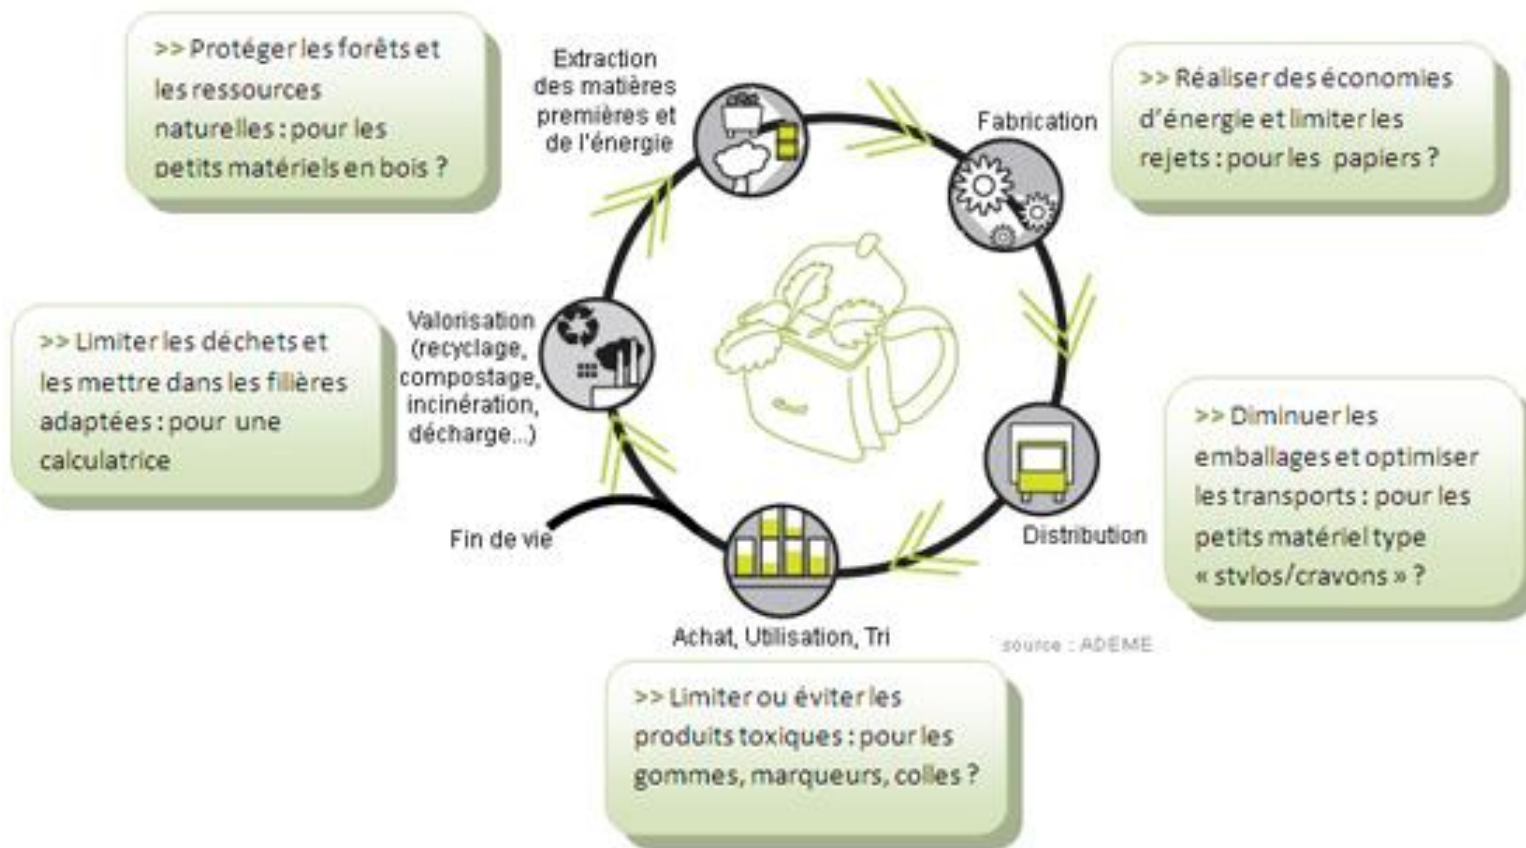 >> Protéger les forêts et
les ressources
naturelles : pour les
petits matériels en bois ?
Extraction
des matières
premières et
de l'énergie
Fabrication
>> Réaliser des économies
d'énergie et limiter les
rejets : pour les papiers ?
>> Limiter les déchets et
les mettre dans les filières
adaptées : pour une
calculatrice
Valorisation
(recyclage,
compostage,
incinération,
décharge...)
>> Diminuer les
emballages et optimiser
les transports : pour les
petits matériel type
« stylos/crayons » ?
Fin de vie
Distribution
Achat, Utilisation, Tri
source : ADEME
>> Limiter ou éviter les
produits toxiques : pour les
gommes, marqueurs, colles ?